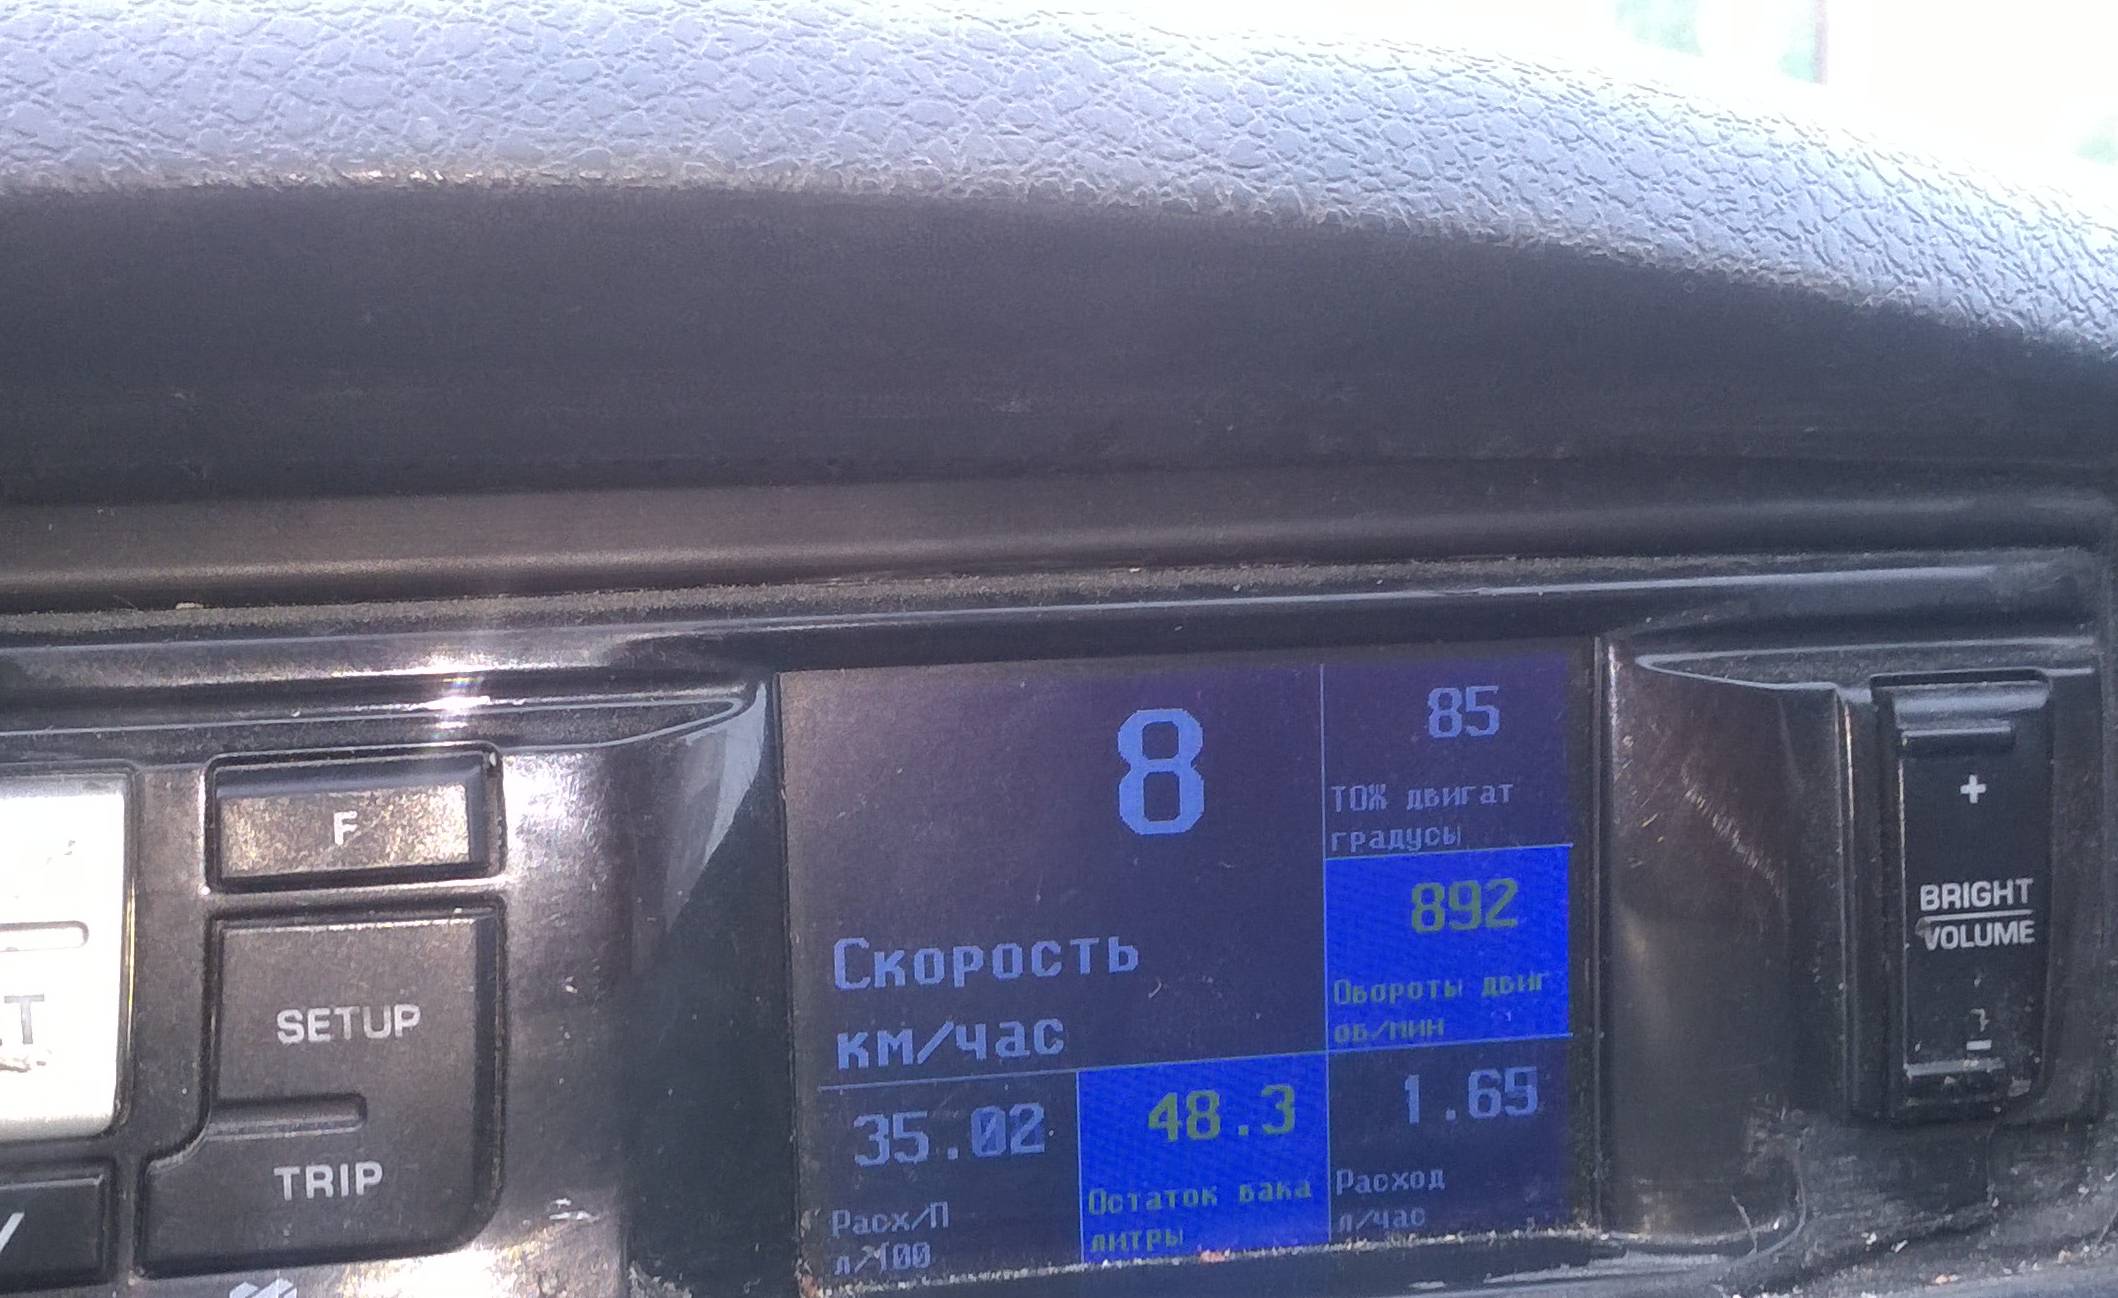 F
SETUP
TRIP
8
Скорость
км/час
85
ТОЖ двигат
градусы
892
Обороты двиг
об/мин
35.02
Расх/П
л/100
48.3
Остаток бака
литры
1.69
Расход
л/час
+
BRIGHT
VOLUME
-